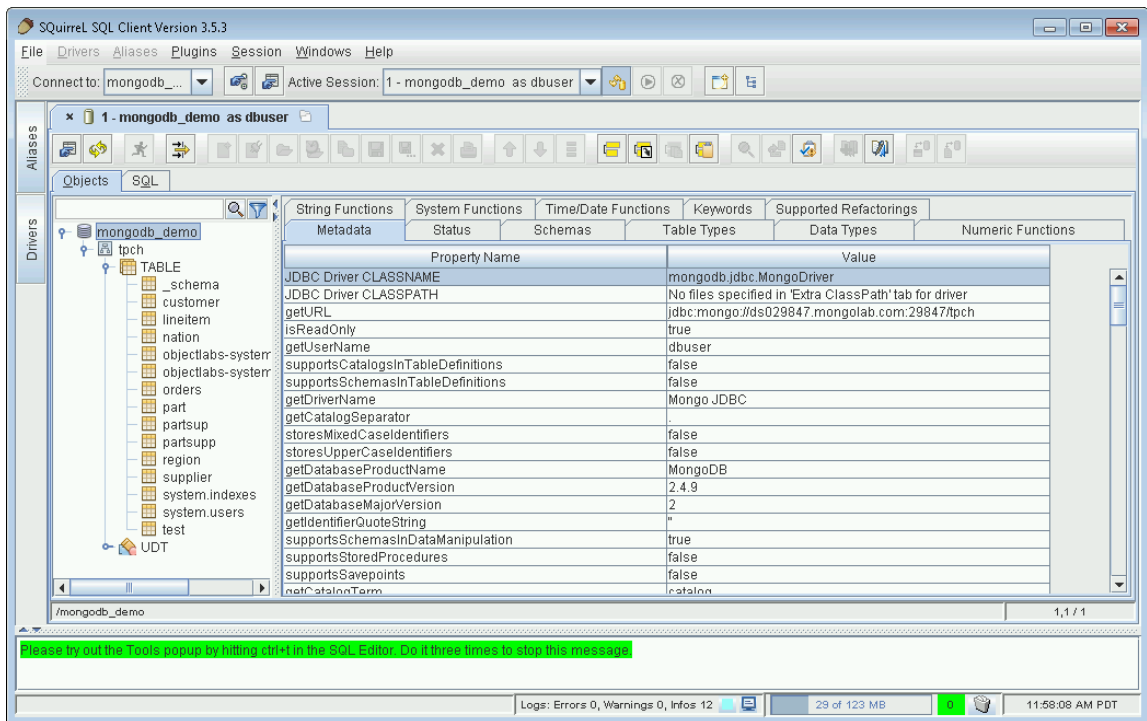 SQuirreL SQL Client Version 3.5.3
File Drivers Aliases Plugins Session Windows Help
Connect to: mongodb_... Active Session: 1 - mongodb_demo as dbuser
Aliases
Drivers
1 - mongodb_demo as dbuser
Objects SQL
mongodb_demo
tpch
TABLE
_schema
customer
lineitem
nation
objectlabs-system
objectlabs-system
orders
part
partsup
partsupp
region
supplier
system.indexes
system.users
test
UDT
String Functions System Functions Time/Date Functions Keywords Supported Refactorings
Metadata Status Schemas Table Types Data Types Numeric Functions
Property Name Value
JDBC Driver CLASSNAME mongodb.jdbc.MongoDriver
JDBC Driver CLASSPATH No files specified in 'Extra ClassPath' tab for driver
getURL jdbc:mongo://ds029847.mongolab.com:29847/tpch
isReadOnly true
getUserName dbuser
supportsCatalogsInTableDefinitions false
supportsSchemasInTableDefinitions false
getDriverName Mongo JDBC
getCatalogSeparator .
storesMixedCaseIdentifiers false
storesUpperCaseIdentifiers false
getDatabaseProductName MongoDB
getDatabaseProductVersion 2.4.9
getDatabaseMajorVersion 2
getIdentifierQuoteString "
supportsSchemasInDataManipulation true
supportsStoredProcedures false
supportsSavepoints false
getCatalogTerm catalog
/mongodb_demo 1,1 / 1
Please try out the Tools popup by hitting ctrl+t in the SQL Editor. Do it three times to stop this message.
Logs: Errors 0, Warnings 0, Infos 12 29 of 123 MB 0 11:58:08 AM PDT